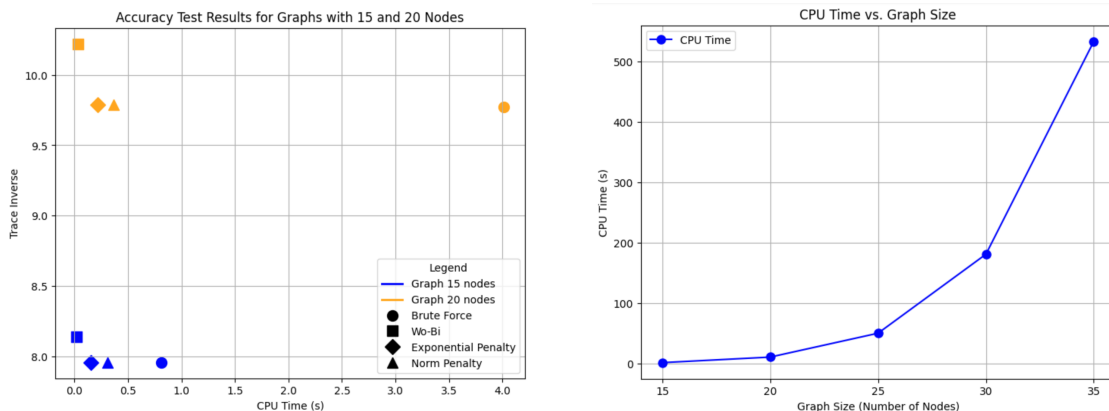 Accuracy Test Results for Graphs with 15 and 20 Nodes
10.0
9.5
9.0
8.5
8.0
Trace Inverse
0.0 0.5 1.0 1.5 2.0 2.5 3.0 3.5 4.0
CPU Time (s)
Legend
Graph 15 nodes
Graph 20 nodes
Brute Force
Wo-Bi
Exponential Penalty
Norm Penalty
CPU Time vs. Graph Size
CPU Time
500
400
300
200
100
0
CPU Time (s)
15 20 25 30 35
Graph Size (Number of Nodes)